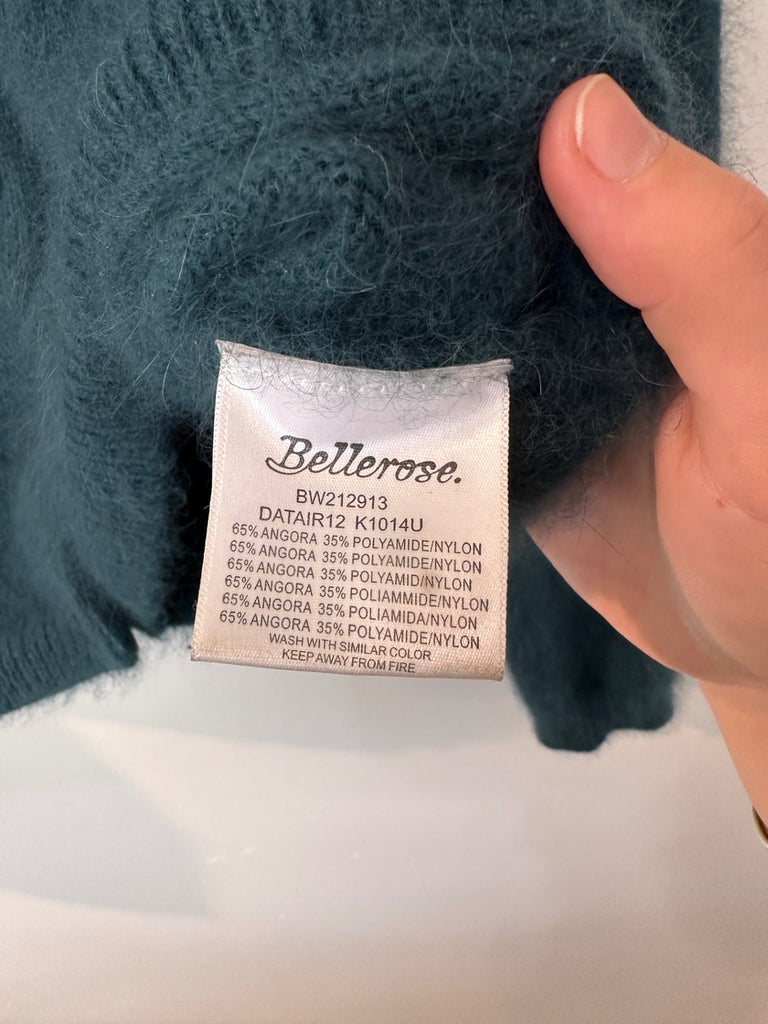 Bellerose.
BW212913
DATAIR12 K1014U
65% ANGORA 35% POLYAMIDE/NYLON
65% ANGORA 35% POLYAMIDE/NYLON
65% ANGORA 35% POLYAMID/NYLON
65% ANGORA 35% POLIAMMIDE/NYLON
65% ANGORA 35% POLIAMIDA/NYLON
65% ANGORA 35% POLYAMIDE/NYLON
WASH WITH SIMILAR COLOR
KEEP AWAY FROM FIRE